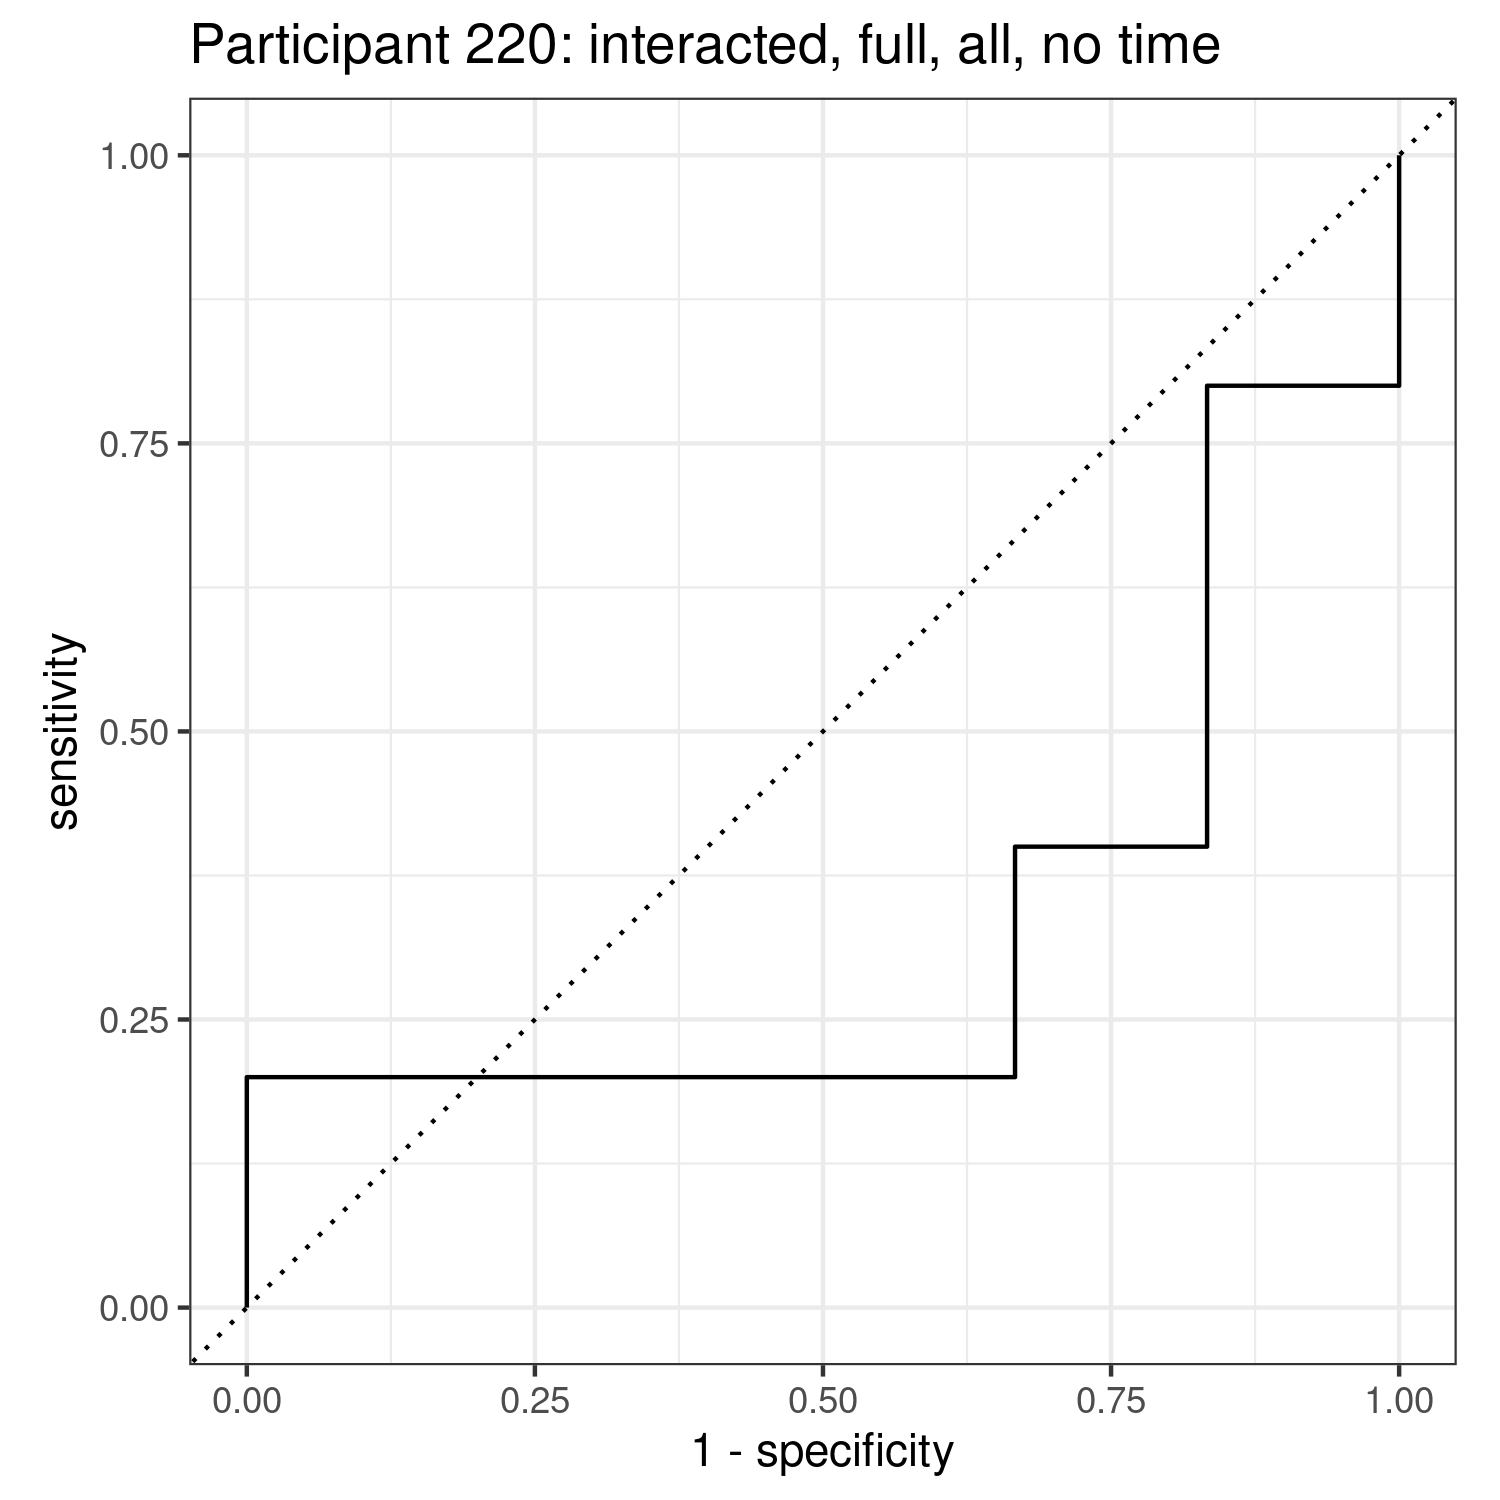 Participant 220: interacted, full, all, no time
1.00
0.75
0.50
0.25
0.00
sensitivity
0.00 0.25 0.50 0.75 1.00
1 - specificity